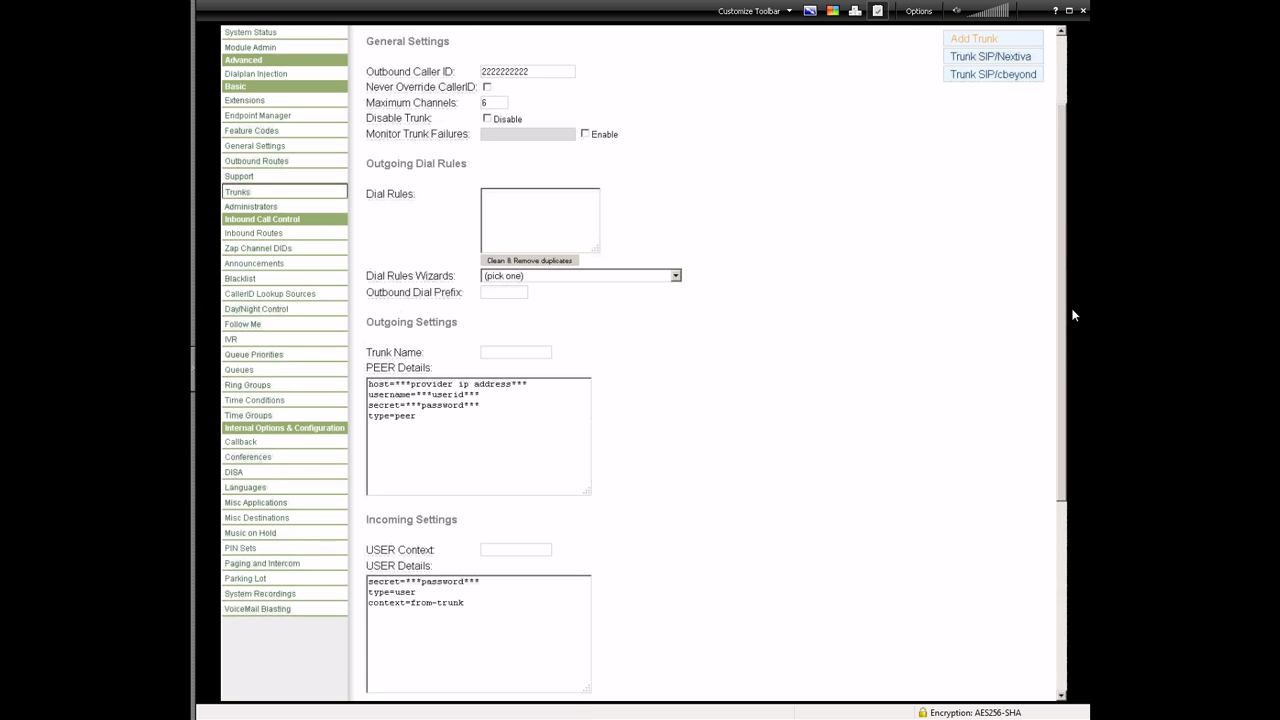 Customize Toolbar
Options
?
System Status
Module Admin
Advanced
Dialplan Injection
Basic
Extensions
Endpoint Manager
Feature Codes
General Settings
Outbound Routes
Support
Trunks
Administrators
Inbound Call Control
Inbound Routes
Zap Channel DIDs
Announcements
Blacklist
CallerID Lookup Sources
Day/Night Control
Follow Me
IVR
Queue Priorities
Queues
Ring Groups
Time Conditions
Time Groups
Internal Options & Configuration
Callback
Conferences
DISA
Languages
Misc Applications
Misc Destinations
Music on Hold
PIN Sets
Paging and Intercom
Parking Lot
System Recordings
VoiceMail Blasting
General Settings
Outbound Caller ID: 2222222222
Never Override CallerID:
Maximum Channels: 6
Disable Trunk: Disable
Monitor Trunk Failures: Enable
Outgoing Dial Rules
Dial Rules:
Clean & Remove duplicates
Dial Rules Wizards: (pick one)
Outbound Dial Prefix:
Outgoing Settings
Trunk Name:
PEER Details:
host=***provider ip address***
username=***userid***
secret=***password***
type=peer
Incoming Settings
USER Context:
USER Details:
secret=***password***
type=user
context=from-trunk
Add Trunk
Trunk SIP/Nextiva
Trunk SIP/cbeyond
Encryption: AES256-SHA